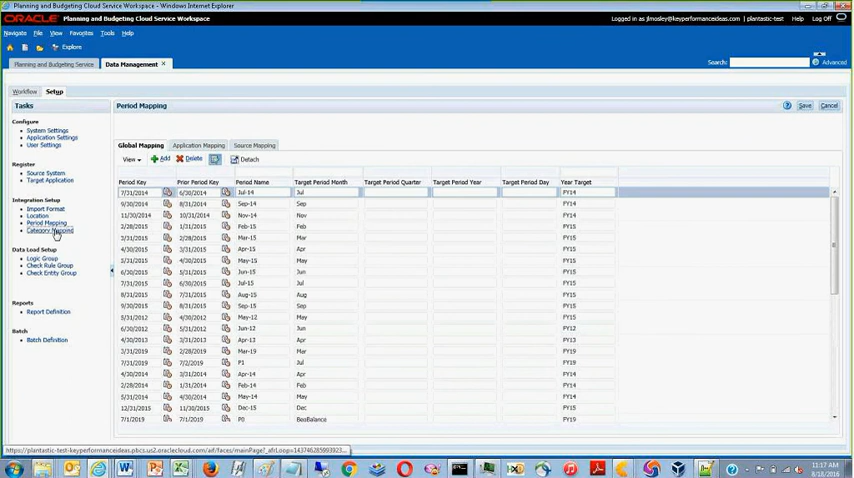 Planning and Budgeting Cloud Service Workspace - Windows Internet Explorer
ORACLE Planning and Budgeting Cloud Service Workspace
Logged in as jlmosley@keyperformanceideas.com | plantastic-test Help Log Off
Navigate File View Favorites Tools Help
Explore
Planning and Budgeting Service Data Management
Search: Advanced
Workflow Setup
Tasks
Configure
System Settings
Application Settings
User Settings
Register
Source System
Target Application
Integration Setup
Import Format
Location
Period Mapping
Category Mapping
Data Load Setup
Logic Group
Check Rule Group
Check Entity Group
Reports
Report Definition
Batch
Batch Definition
Period Mapping
Save Cancel
Global Mapping Application Mapping Source Mapping
View Add Delete Detach
Period Key Prior Period Key Period Name Target Period Month Target Period Quarter Target Period Year Target Period Day Year Target
7/31/2014 6/30/2014 Jul-14 Jul FY14
9/30/2014 8/31/2014 Sep-14 Sep FY14
11/30/2014 10/31/2014 Nov-14 Nov FY14
2/28/2015 1/31/2015 Feb-15 Feb FY15
3/31/2015 2/28/2015 Mar-15 Mar FY15
4/30/2015 3/31/2015 Apr-15 Apr FY15
5/31/2015 4/30/2015 May-15 May FY15
6/30/2015 5/31/2015 Jun-15 Jun FY15
7/31/2015 6/30/2015 Jul-15 Jul FY15
8/31/2015 7/31/2015 Aug-15 Aug FY15
9/30/2015 8/31/2015 Sep-15 Sep FY15
5/31/2012 4/30/2012 May-12 May FY12
6/30/2012 5/31/2012 Jun-12 Jun FY12
4/30/2013 3/31/2013 Apr-13 Apr FY13
3/31/2019 2/28/2019 Mar-19 Mar FY19
7/31/2019 7/2/2019 P1 Jul FY19
4/30/2014 3/31/2014 Apr-14 Apr FY14
2/28/2014 1/31/2014 Feb-14 Feb FY14
5/31/2014 4/30/2014 May-14 May FY14
12/31/2015 11/30/2015 Dec-15 Dec FY15
7/1/2019 7/1/2019 P0 BegBalance FY19
11:17 AM
8/18/2016